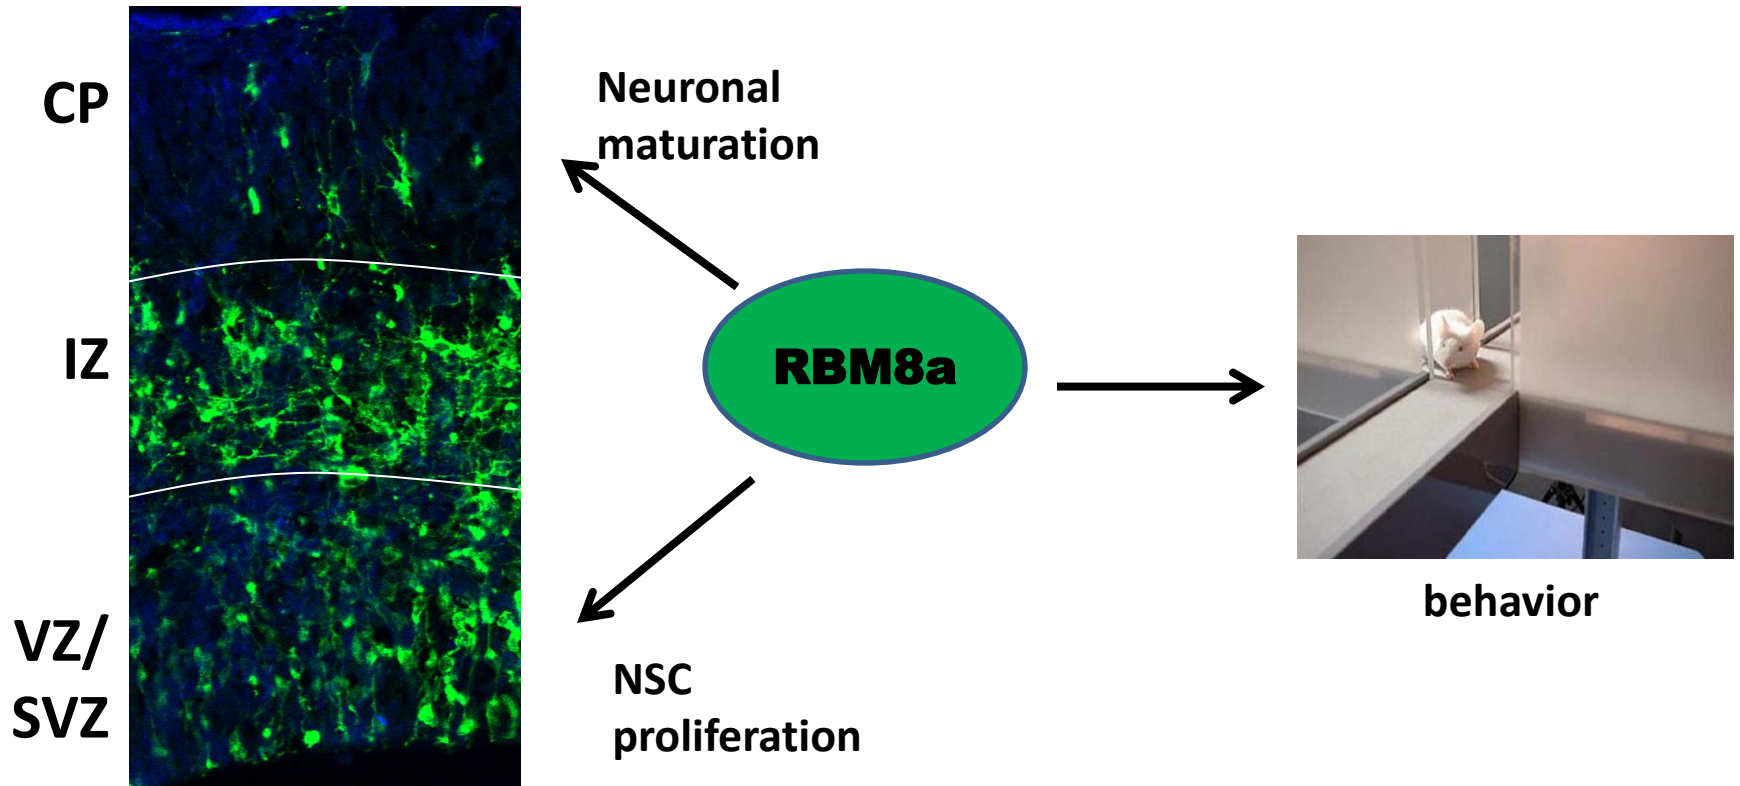 CP
IZ
VZ/
SVZ
Neuronal
maturation
RBM8a
NSC
proliferation
behavior